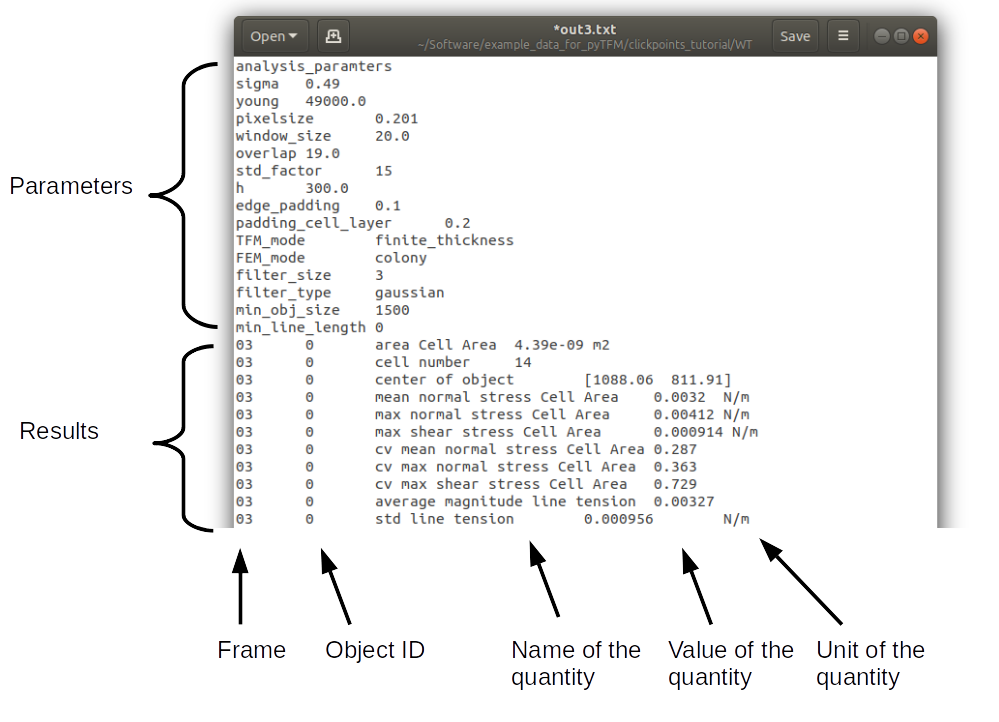 Open
*out3.txt
~/Software/example_data_for_pyTFM/clickpoints_tutorial/WT
Save
analysis_paramters
sigma 0.49
young 49000.0
pixelsize 0.201
window_size 20.0
overlap 19.0
std_factor 15
h 300.0
edge_padding 0.1
padding_cell_layer 0.2
TFM_mode finite_thickness
FEM_mode colony
filter_size 3
filter_type gaussian
min_obj_size 1500
min_line_length 0
Parameters
03 0 area Cell Area 4.39e-09 m2
03 0 cell number 14
03 0 center of object [1088.06 811.91]
03 0 mean normal stress Cell Area 0.0032 N/m
03 0 max normal stress Cell Area 0.00412 N/m
03 0 max shear stress Cell Area 0.000914 N/m
03 0 cv mean normal stress Cell Area 0.287
03 0 cv max normal stress Cell Area 0.363
03 0 cv max shear stress Cell Area 0.729
03 0 average magnitude line tension 0.00327
03 0 std line tension 0.000956 N/m
Results
Frame
Object ID
Name of the
quantity
Value of the
quantity
Unit of the
quantity